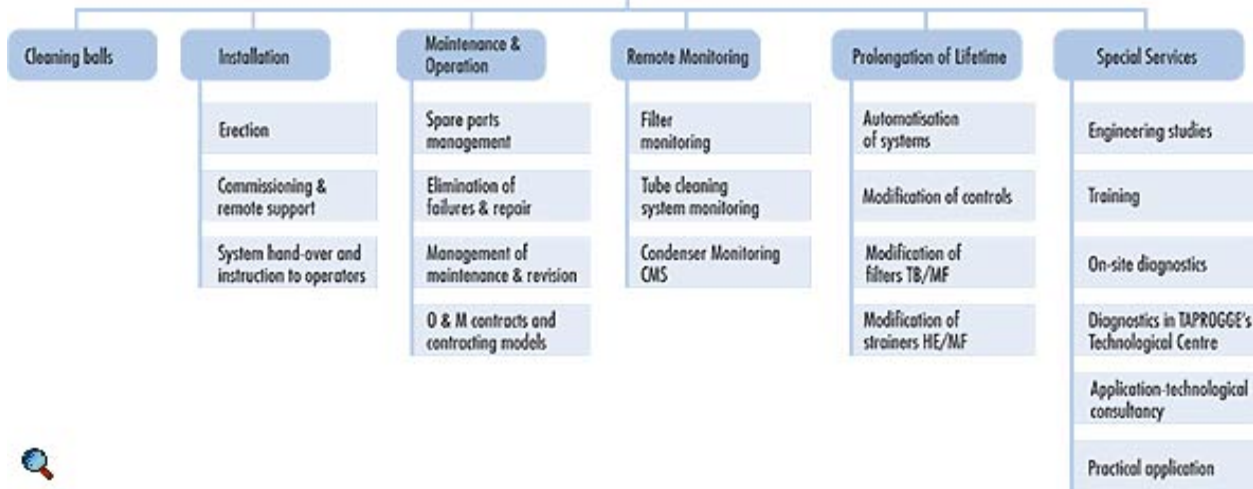 Cleaning balls
Installation
Erection
Commissioning &
remote support
System hand-over and
instruction to operators
Maintenance &
Operation
Spare parts
management
Elimination of
failures & repair
Management of
maintenance & revision
O & M contracts and
contracting models
Remote Monitoring
Filter
monitoring
Tube cleaning
system monitoring
Condenser Monitoring
CMS
Prolongation of Lifetime
Automatisation
of systems
Modification of controls
Modification of
filters TB/MF
Modification of
strainers HE/MF
Special Services
Engineering studies
Training
On-site diagnostics
Diagnostics in TAPROGGE's
Technological Centre
Application-technological
consultancy
Practical application